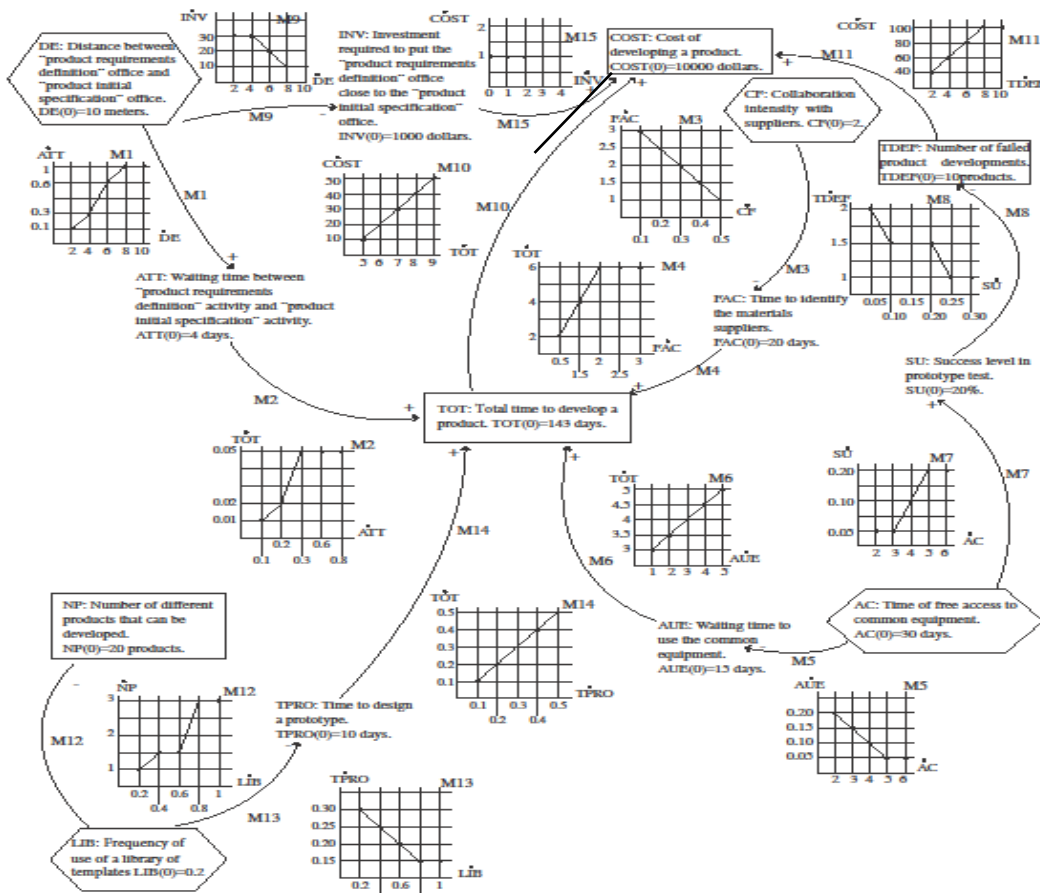 INV
M9
30
20
10
2 4 6 8 10
DE
COST
M15
2
1
0 1 2 3 4
INV
COST
M11
100
80
60
40
2 4 6 8 10
TDEF
DE: Distance between
"product requirements
definition" office and
"product initial
specification" office.
DE(0)=10 meters.
INV: Investment
required to put the
"product requirements
definition" office
close to the "product
initial specification"
office.
INV(0)=1000 dollars.
COST: Cost of
developing a product.
COST(0)=10000 dollars.
M9
-
M15
+
+
M11
+
CF: Collaboration
intensity with
suppliers. CF(0)=2.
TDEF: Number of failed
product developments.
TDEF(0)=10products.
ATT
M1
1
0.6
0.3
0.1
2 4 6 8 10
DE
M1
+
COST
M10
50
40
30
20
10
5 6 7 8 9
TOT
M10
FAC
M3
3
2
1.5
1
0.2 0.4
0.1 0.3 0.5
CF
TDEF
M8
2
1.5
1
0.05 0.15 0.25
0.10 0.20 0.30
SU
-
M8
M3
-
ATT: Waiting time between
"product requirements
definition" activity and "product
initial specification" activity.
ATT(0)=4 days.
TOT
M4
6
4
2
0.5 2 3
1.5 2.5
FAC
FAC: Time to identify
the materials
suppliers.
FAC(0)=20 days.
M4
+
SU: Success level in
prototype test.
SU(0)=20%.
+
M2
+
TOT: Total time to develop a
product. TOT(0)=143 days.
+
+
TOT
M2
0.05
0.02
0.01
0.2 0.6
0.1 0.3 0.8
ATT
M14
TOT
M6
5
4.5
4
3.5
3
1 2 3 4 5
AUE
M6
SU
M7
0.20
0.10
0.05
2 3 4 5 6
AC
M7
NP: Number of different
products that can be
developed.
NP(0)=20 products.
-
TOT
M14
0.5
0.4
0.3
0.2
0.1
0.1 0.3 0.5
0.2 0.4
TPRO
AUE: Waiting time to
use the common
equipment.
AUE(0)=15 days.
-
M5
AC: Time of free access to
common equipment.
AC(0)=30 days.
NP
M12
3
2
1
0.2 0.6 1
0.4 0.8
LIB
M12
TPRO: Time to design
a prototype.
TPRO(0)=10 days.
-
M13
AUE
M5
0.20
0.15
0.10
0.05
2 3 4 5 6
AC
TPRO
M13
0.30
0.25
0.20
0.15
0.2 0.6 1
LIB
LIB: Frequency of
use of a library of
templates LIB(0)=0.2